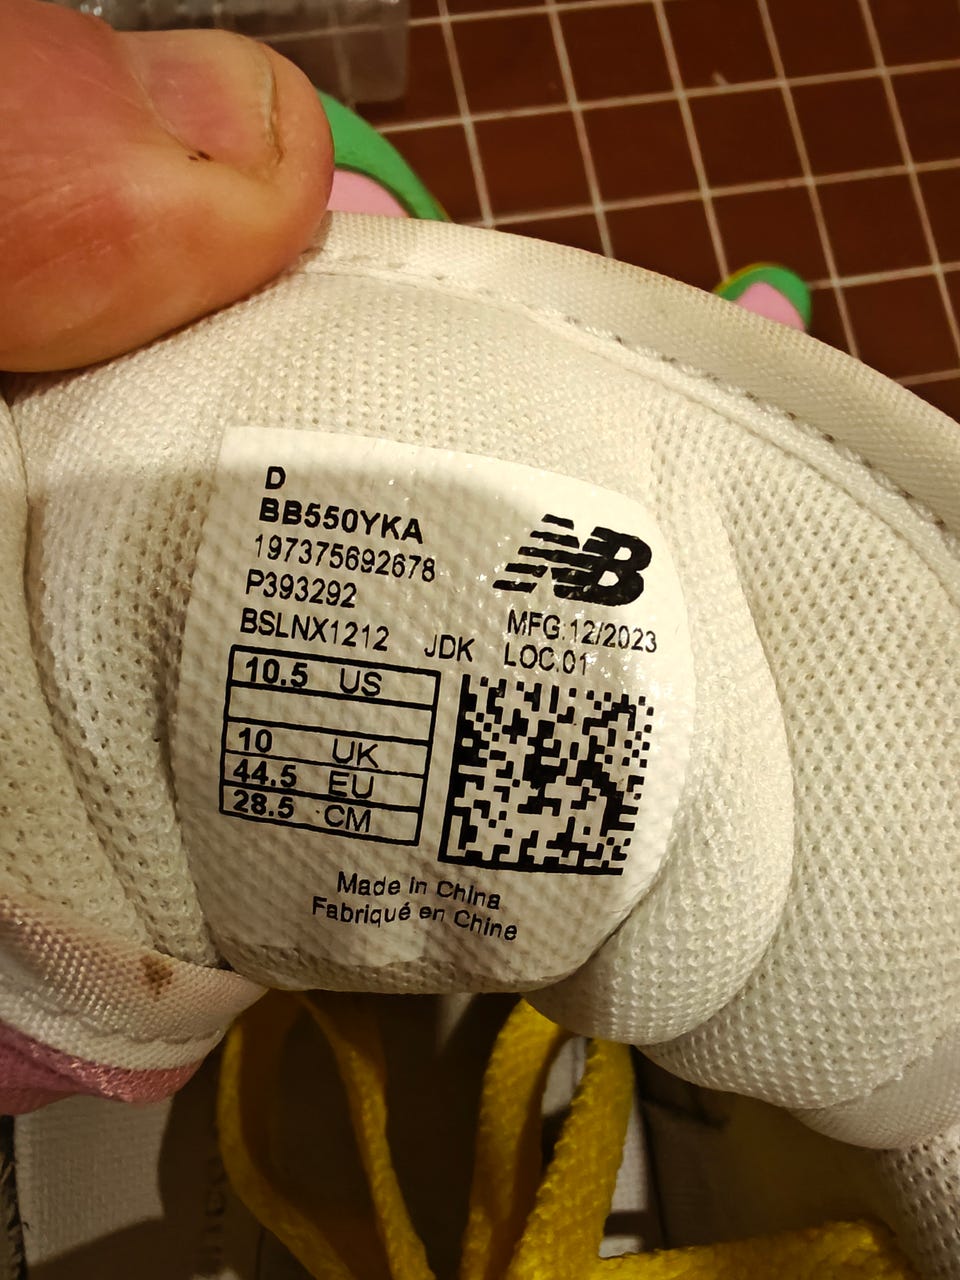 D
BB550YKA
197375692678
P393292
BSLNX1212 JDK
NB
MFG:12/2023
LOC:01
10.5 US
10 UK
44.5 EU
28.5 CM
Made in China
Fabriqué en Chine